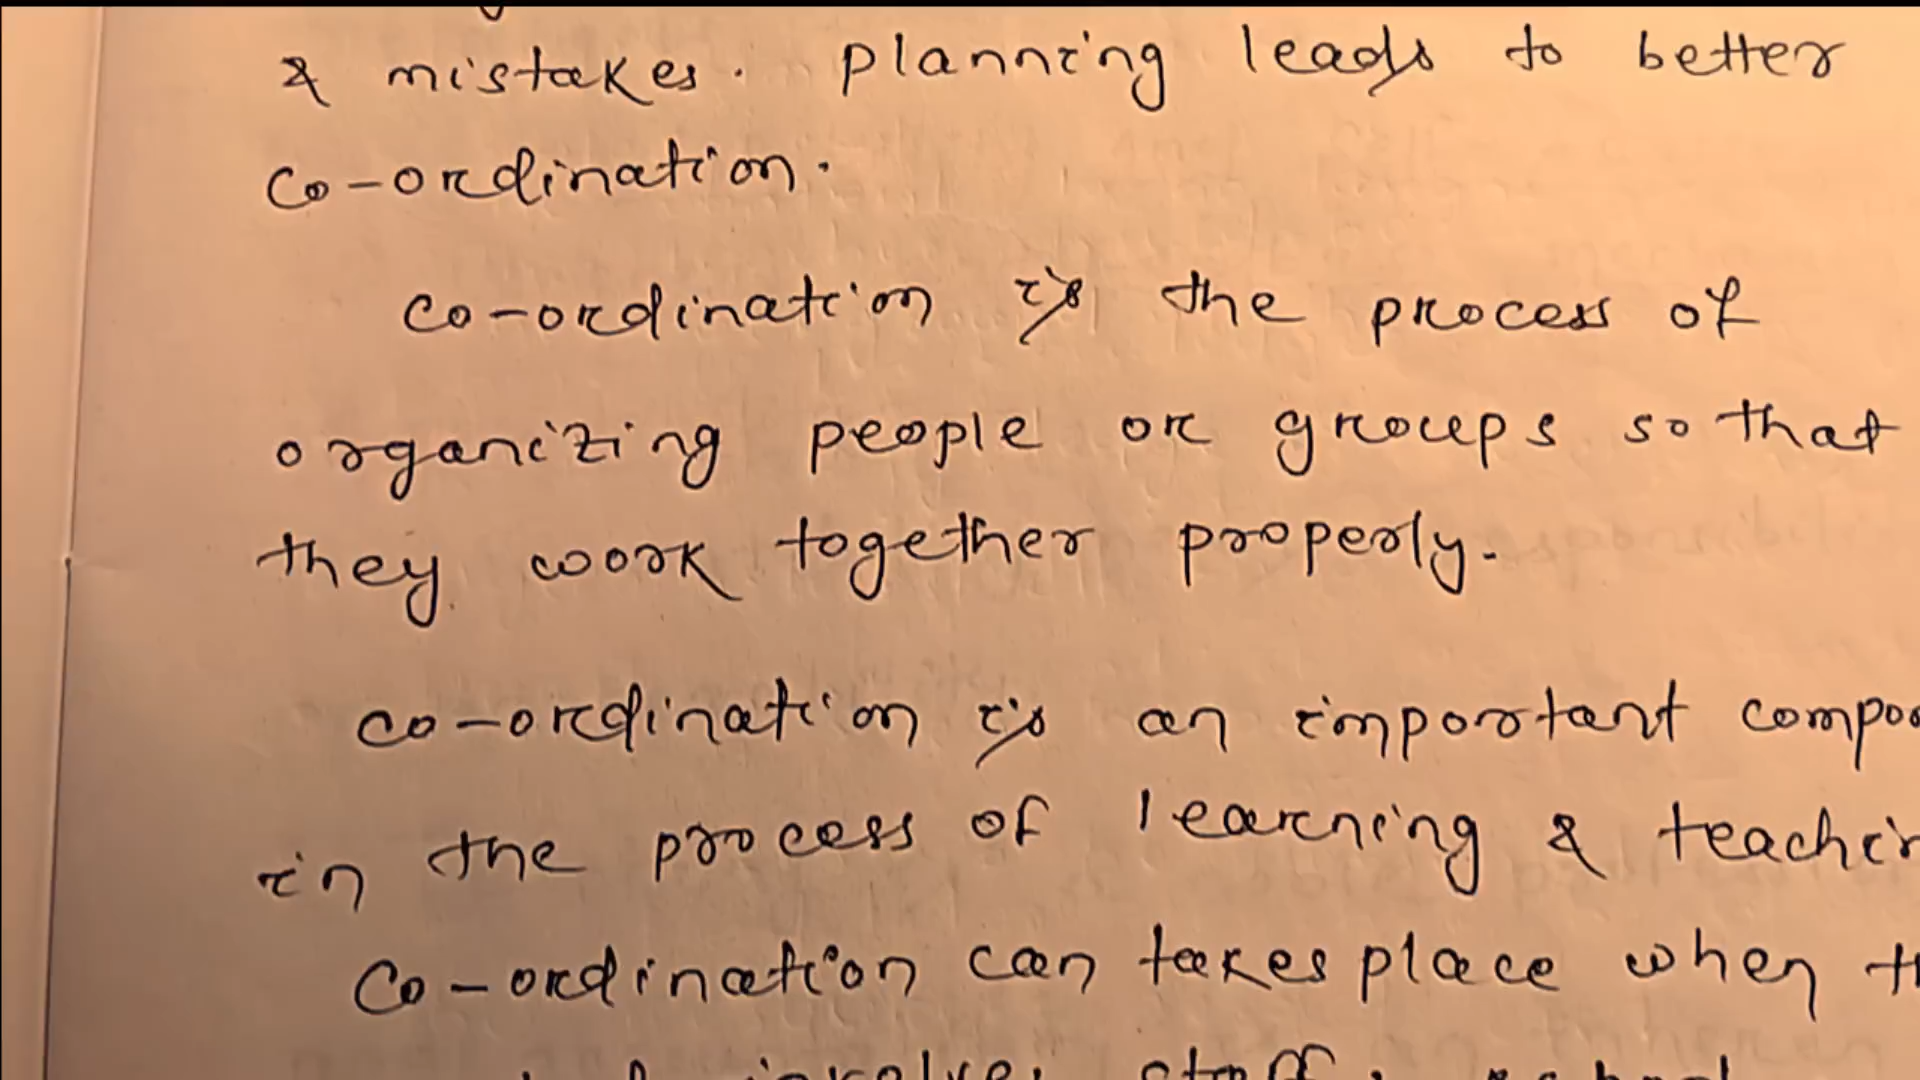 & mistakes. planning leads to better
co-ordination.
co-ordination is the process of
organizing people or groups so that
they work together properly.
co-ordination is an important
in the process of learning &
Co-ordination can takes place when